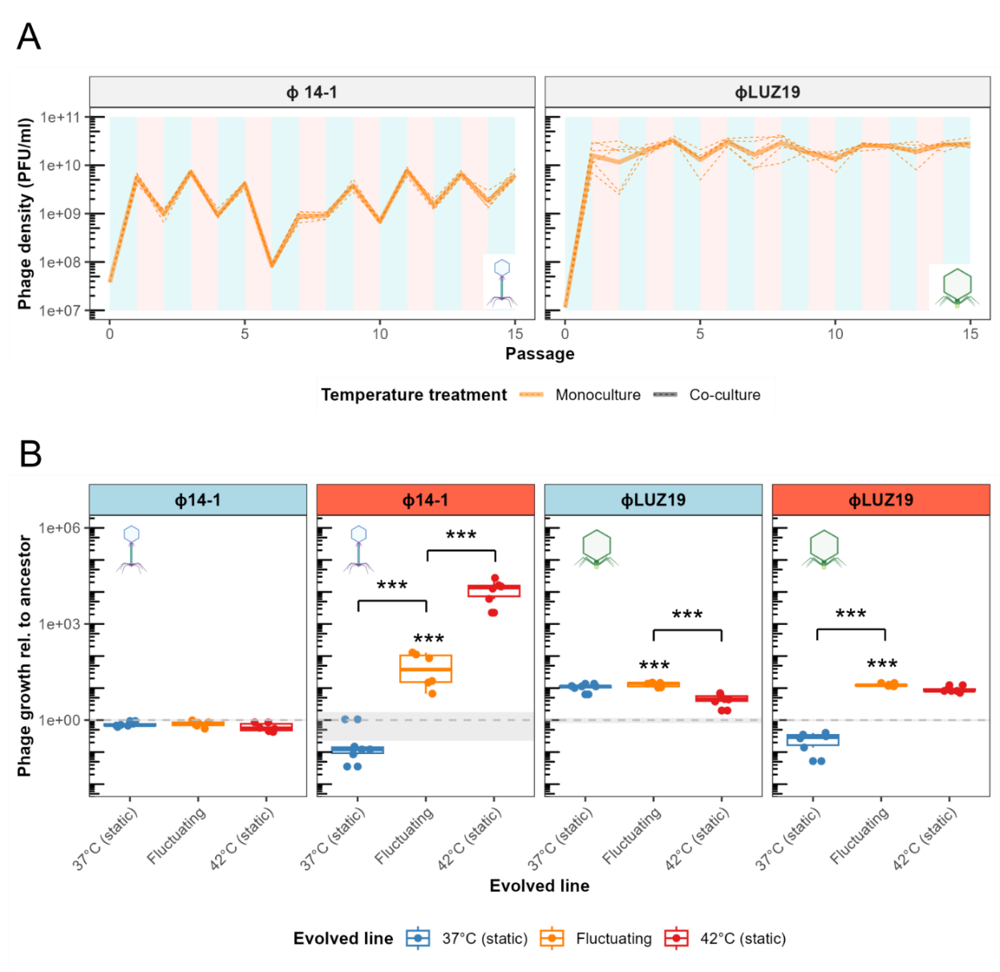 A
ϕ 14-1
ϕLUZ19
Phage density (PFU/ml)
1e+11
1e+10
1e+09
1e+08
1e+07
0 5 10 15
0 5 10 15
Passage
Temperature treatment Monoculture Co-culture
B
ϕ14-1
ϕ14-1
ϕLUZ19
ϕLUZ19
Phage growth rel. to ancestor
1e+06
1e+03
1e+00
***
***
***
***
***
***
***
37°C (static) Fluctuating 42°C (static)
37°C (static) Fluctuating 42°C (static)
37°C (static) Fluctuating 42°C (static)
37°C (static) Fluctuating 42°C (static)
Evolved line
Evolved line 37°C (static) Fluctuating 42°C (static)